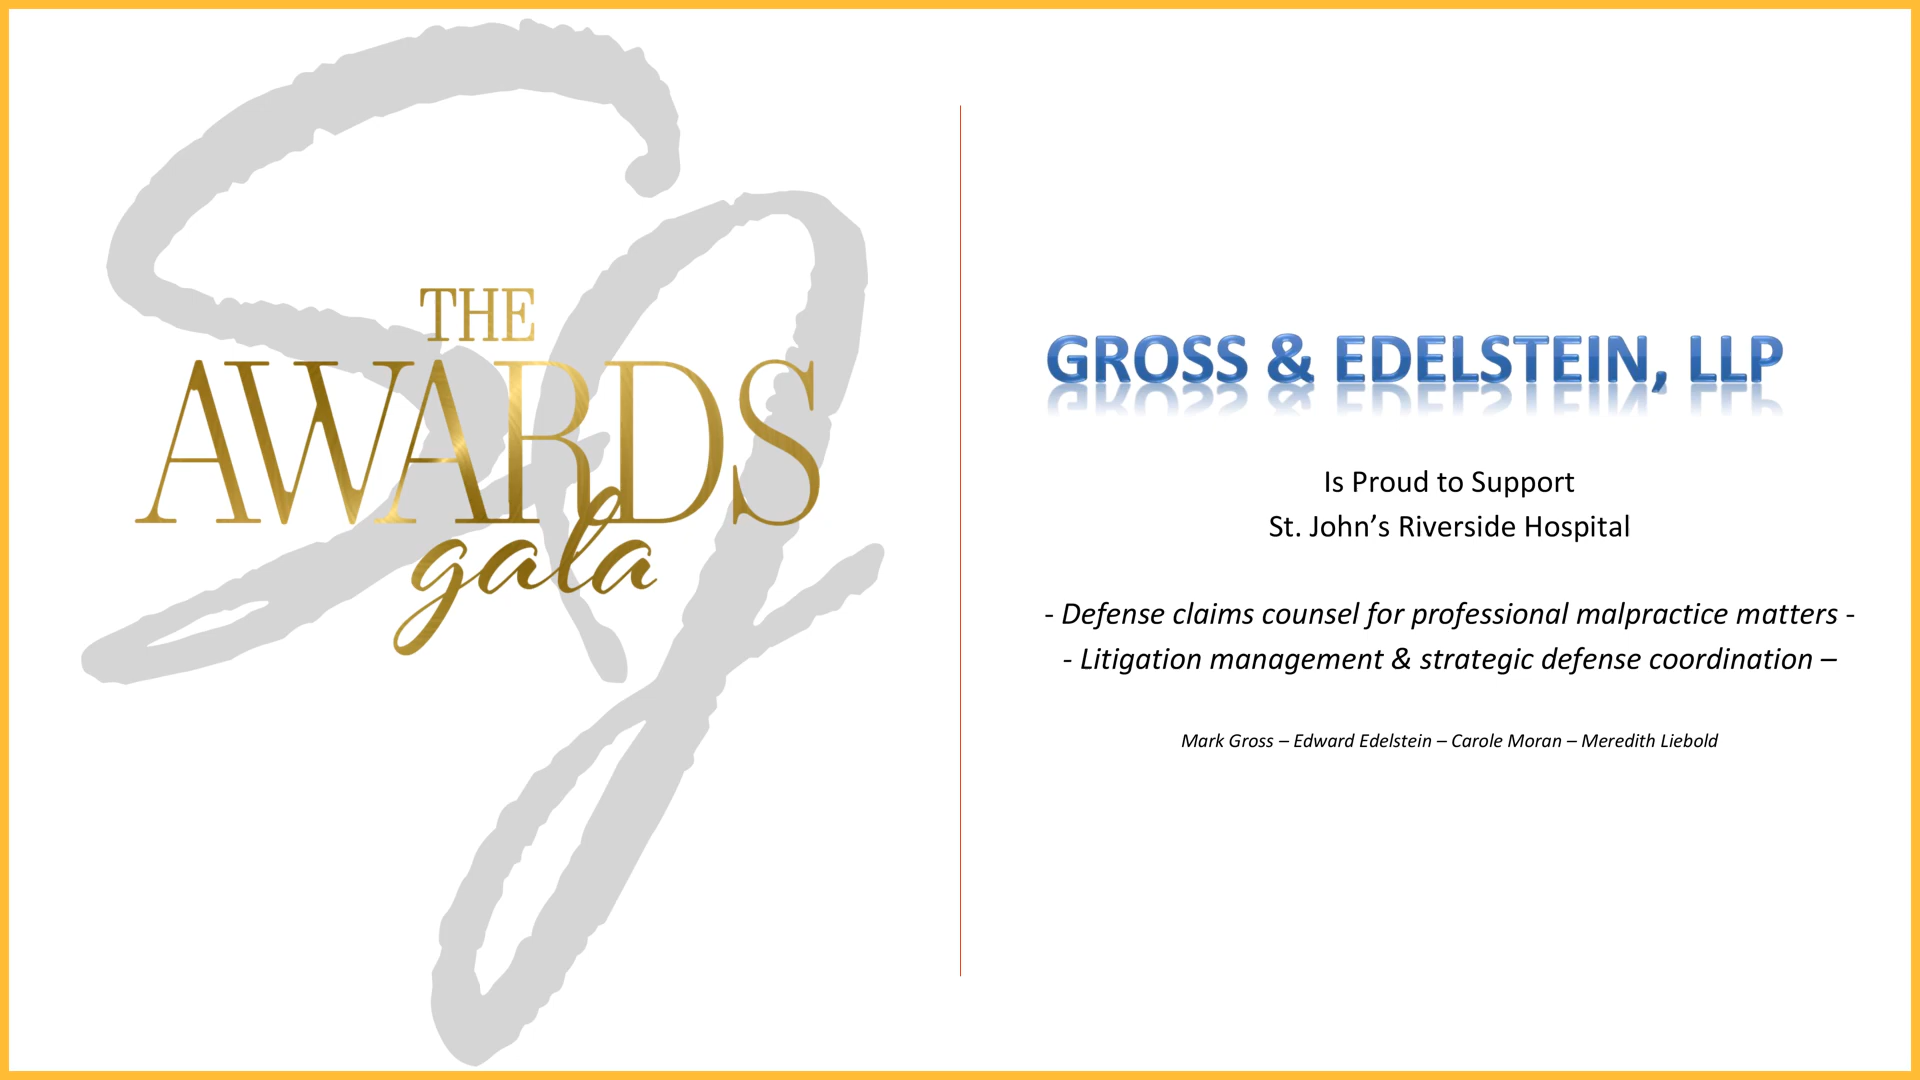 THE
AWARDS
gala
GROSS & EDELSTEIN, LLP
Is Proud to Support
St. John’s Riverside Hospital
- Defense claims counsel for professional malpractice matters -
- Litigation management & strategic defense coordination –
Mark Gross – Edward Edelstein – Carole Moran – Meredith Liebold